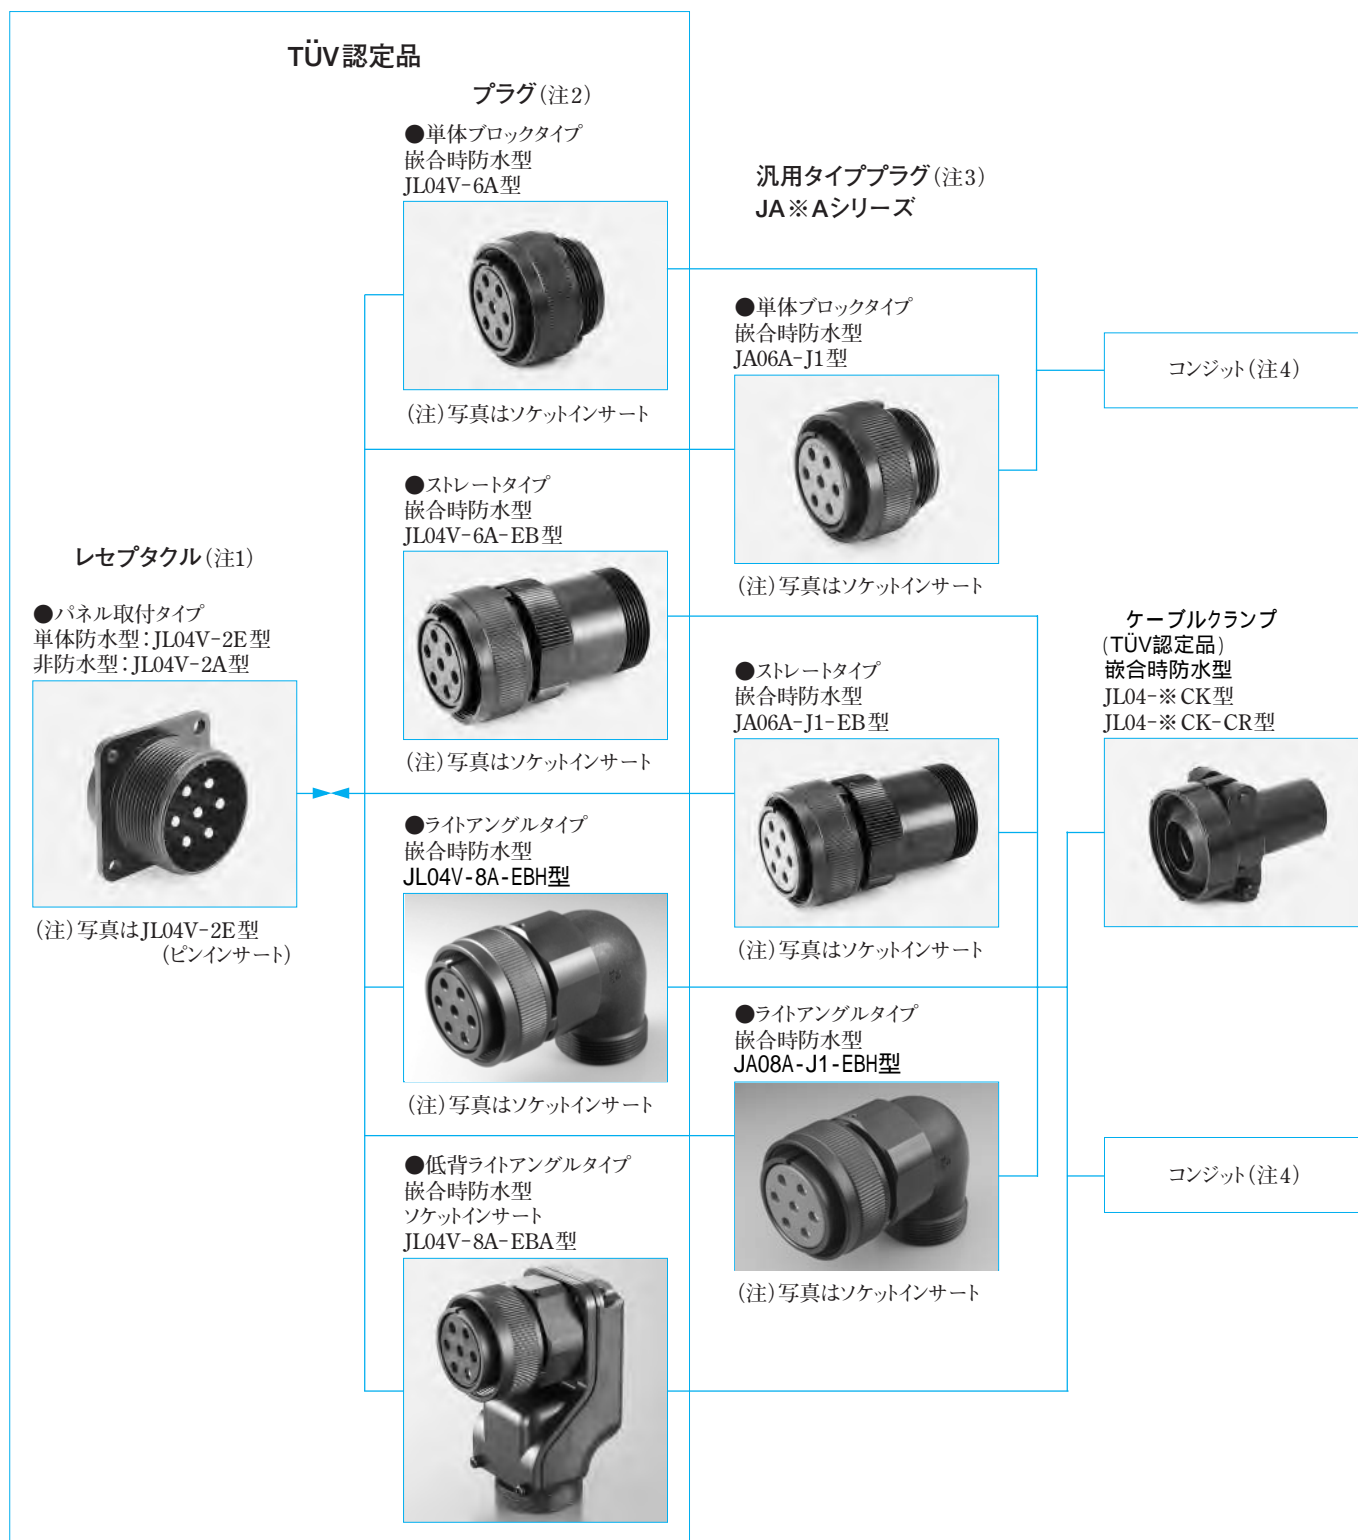 TÜV認定品
プラグ(注2)
●単体ブロックタイプ
嵌合時防水型
JL04V-6A型
(注)写真はソケットインサート
●ストレートタイプ
嵌合時防水型
JL04V-6A-EB型
(注)写真はソケットインサート
レセプタクル(注1)
●パネル取付タイプ
単体防水型:JL04V-2E型
非防水型:JL04V-2A型
(注)写真はJL04V-2E型
(ピンインサート)
●ライトアングルタイプ
嵌合時防水型
JL04V-8A-EBH型
(注)写真はソケットインサート
●低背ライトアングルタイプ
嵌合時防水型
ソケットインサート
JL04V-8A-EBA型
汎用タイププラグ(注3)
JA※Aシリーズ
●単体ブロックタイプ
嵌合時防水型
JA06A-J1型
(注)写真はソケットインサート
●ストレートタイプ
嵌合時防水型
JA06A-J1-EB型
(注)写真はソケットインサート
●ライトアングルタイプ
嵌合時防水型
JA08A-J1-EBH型
(注)写真はソケットインサート
コンジット(注4)
ケーブルクランプ
(TÜV認定品)
嵌合時防水型
JL04-※CK型
JL04-※CK-CR型
コンジット(注4)